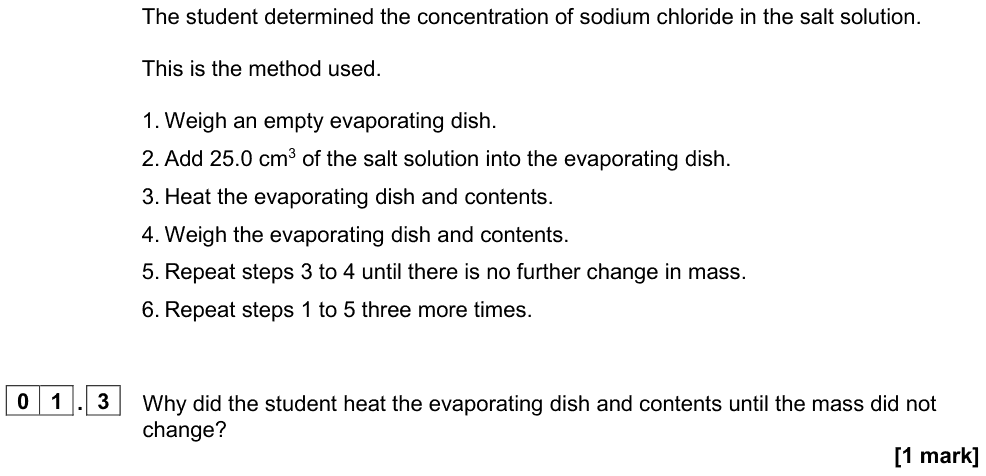 The student determined the concentration of sodium chloride in the salt solution.
This is the method used.
1. Weigh an empty evaporating dish.
2. Add 25.0 cm³ of the salt solution into the evaporating dish.
3. Heat the evaporating dish and contents.
4. Weigh the evaporating dish and contents.
5. Repeat steps 3 to 4 until there is no further change in mass.
6. Repeat steps 1 to 5 three more times.
0 1 . 3 Why did the student heat the evaporating dish and contents until the mass did not
change?
[1 mark]